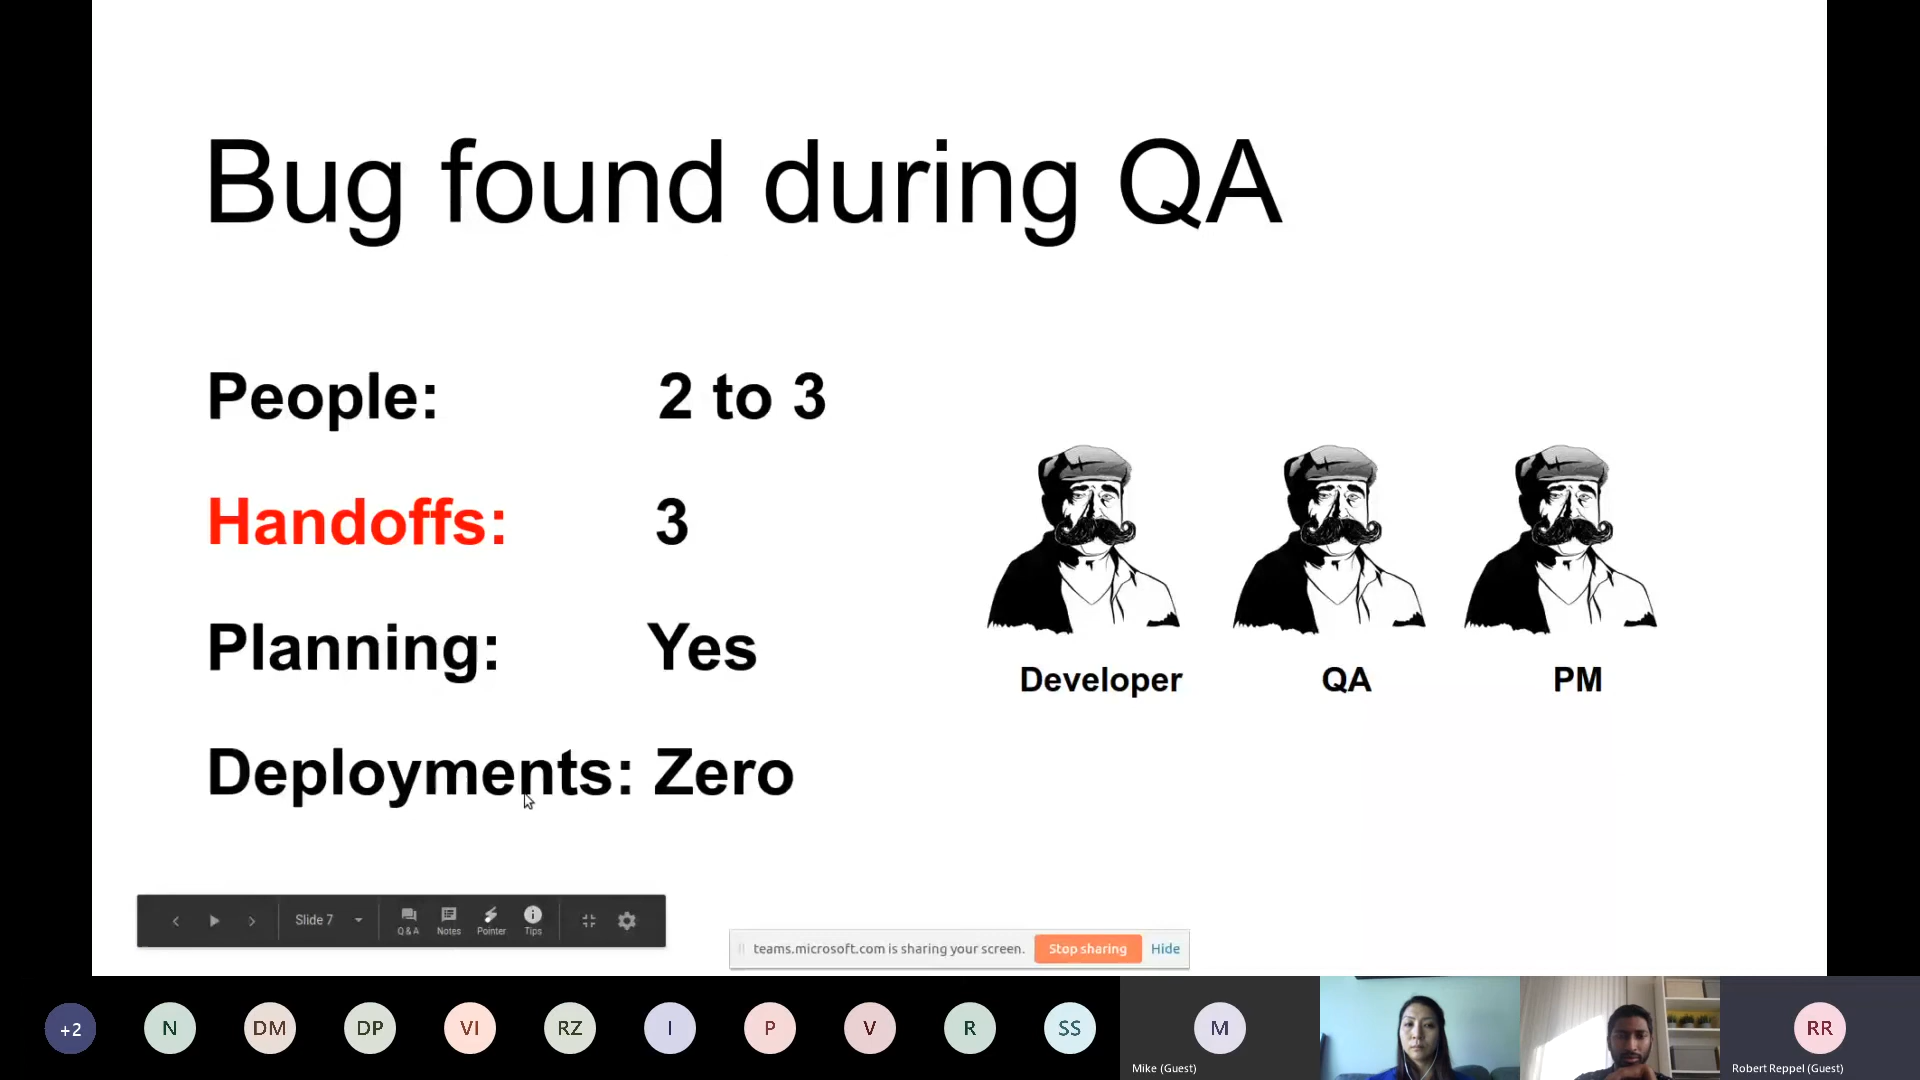 Bug found during QA
People: 2 to 3
Handoffs: 3
Planning: Yes
Deployments: Zero
Developer QA PM
Slide 7
Q & A Notes Pointer Tips
teams.microsoft.com is sharing your screen. Stop sharing Hide
+2 N DM DP VI RZ I P V R SS M RR
Mike (Guest) Robert Reppel (Guest)